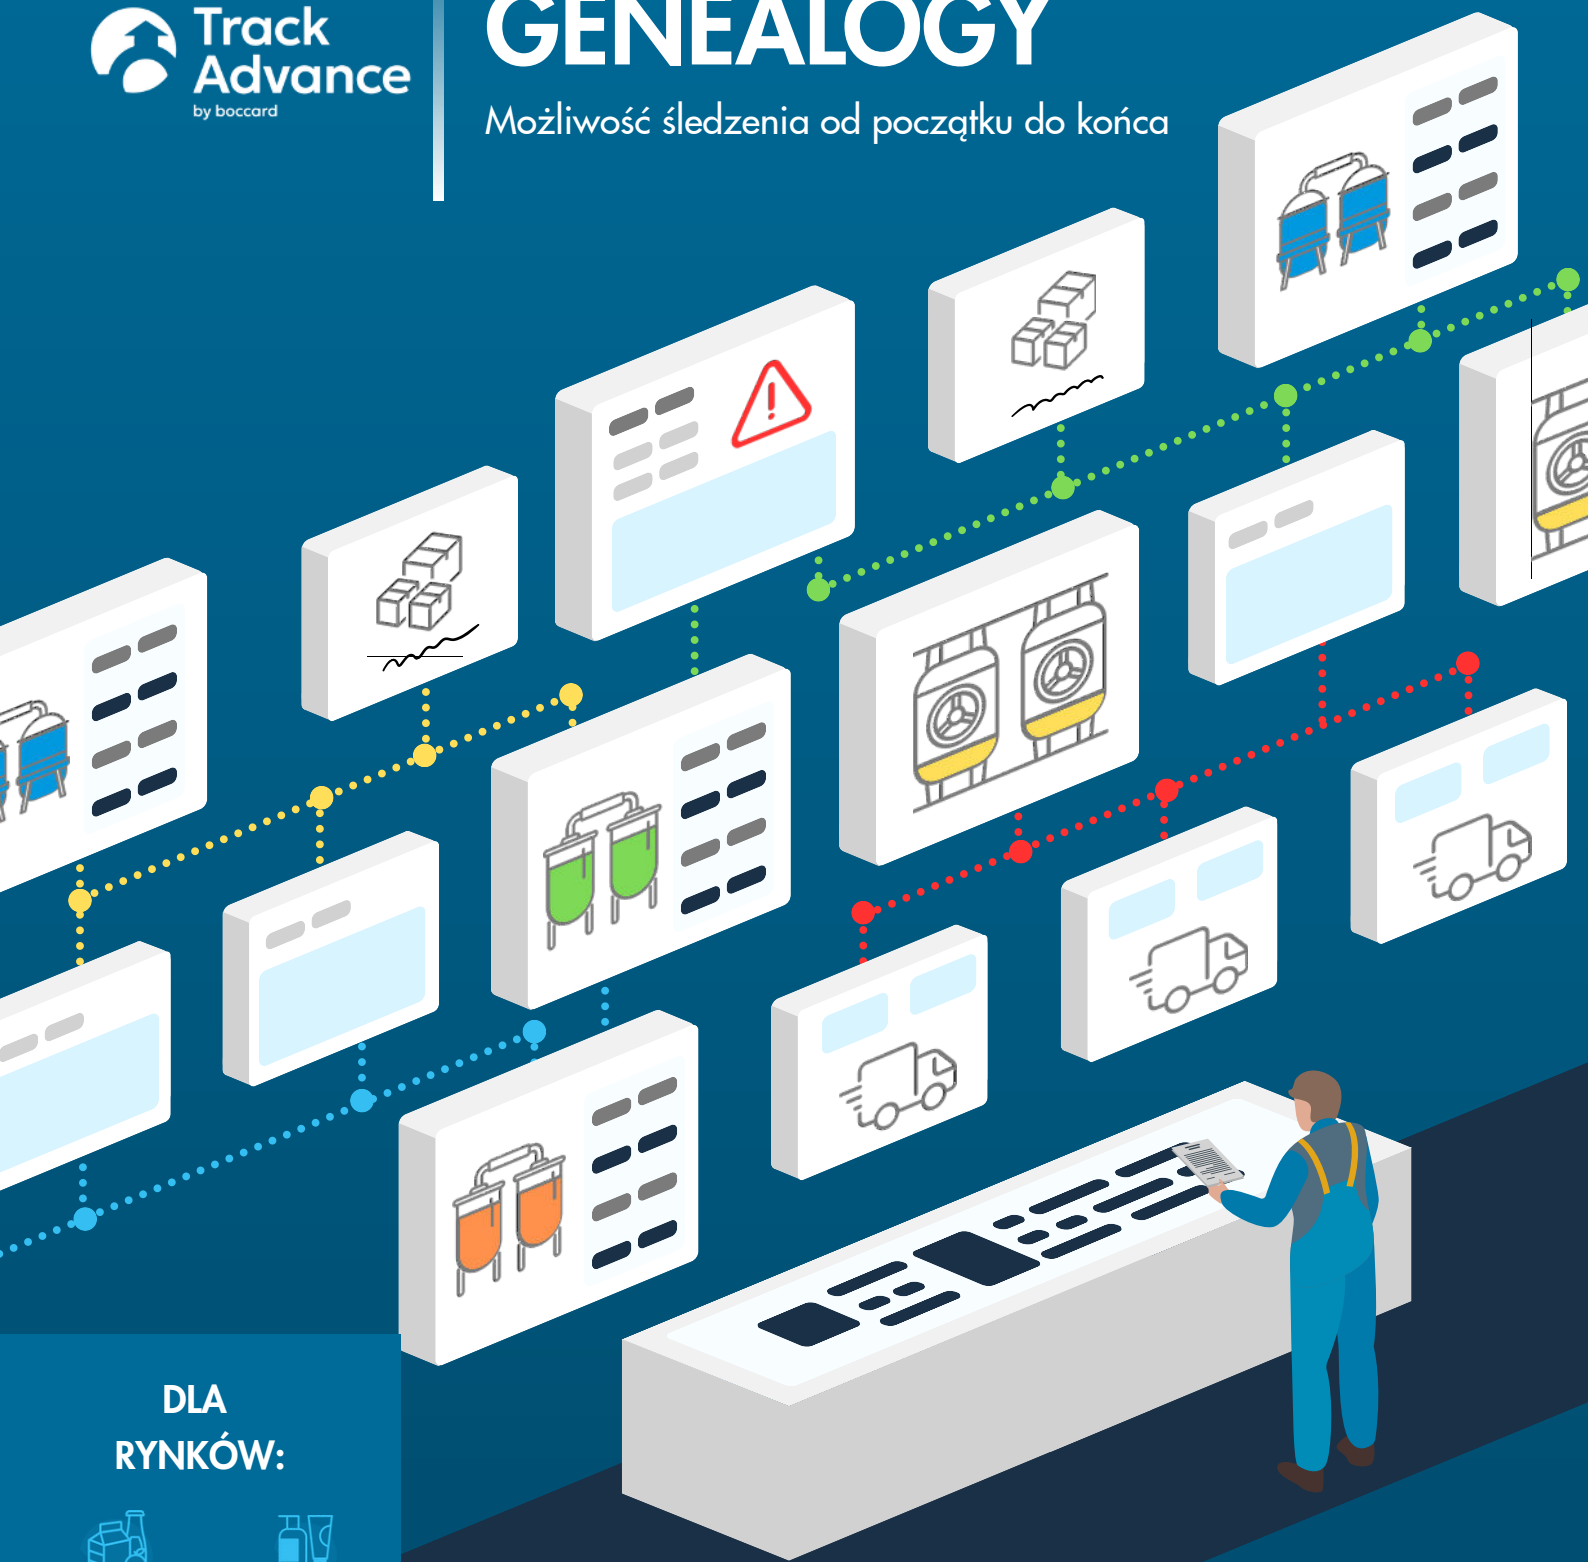 Track
Advance
by boccard
GENEALOGY
Możliwość śledzenia od początku do końca
DLA
RYNKÓW: